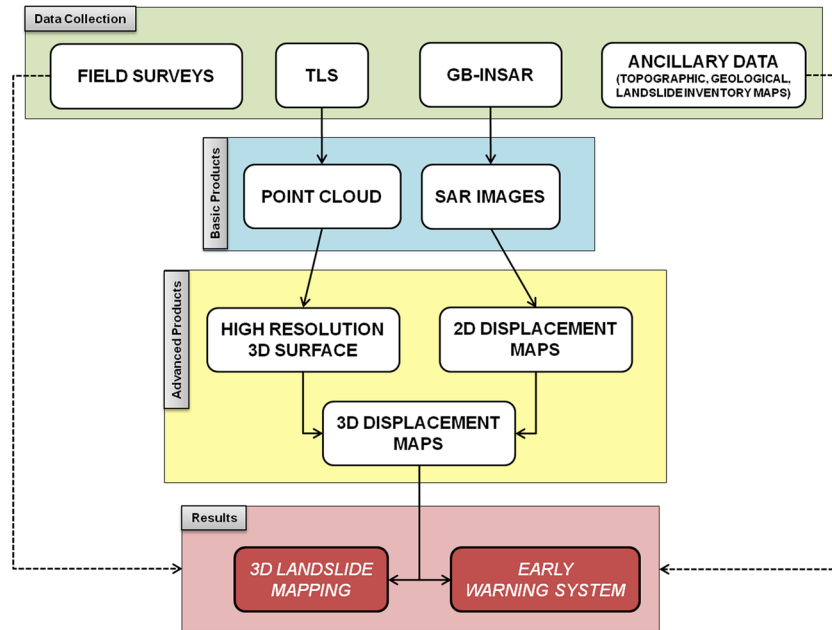 Data Collection
FIELD SURVEYS
TLS
GB-INSAR
ANCILLARY DATA
(TOPOGRAPHIC, GEOLOGICAL,
LANDSLIDE INVENTORY MAPS)
Basic Products
POINT CLOUD
SAR IMAGES
Advanced Products
HIGH RESOLUTION
3D SURFACE
2D DISPLACEMENT
MAPS
3D DISPLACEMENT
MAPS
Results
3D LANDSLIDE
MAPPING
EARLY
WARNING SYSTEM